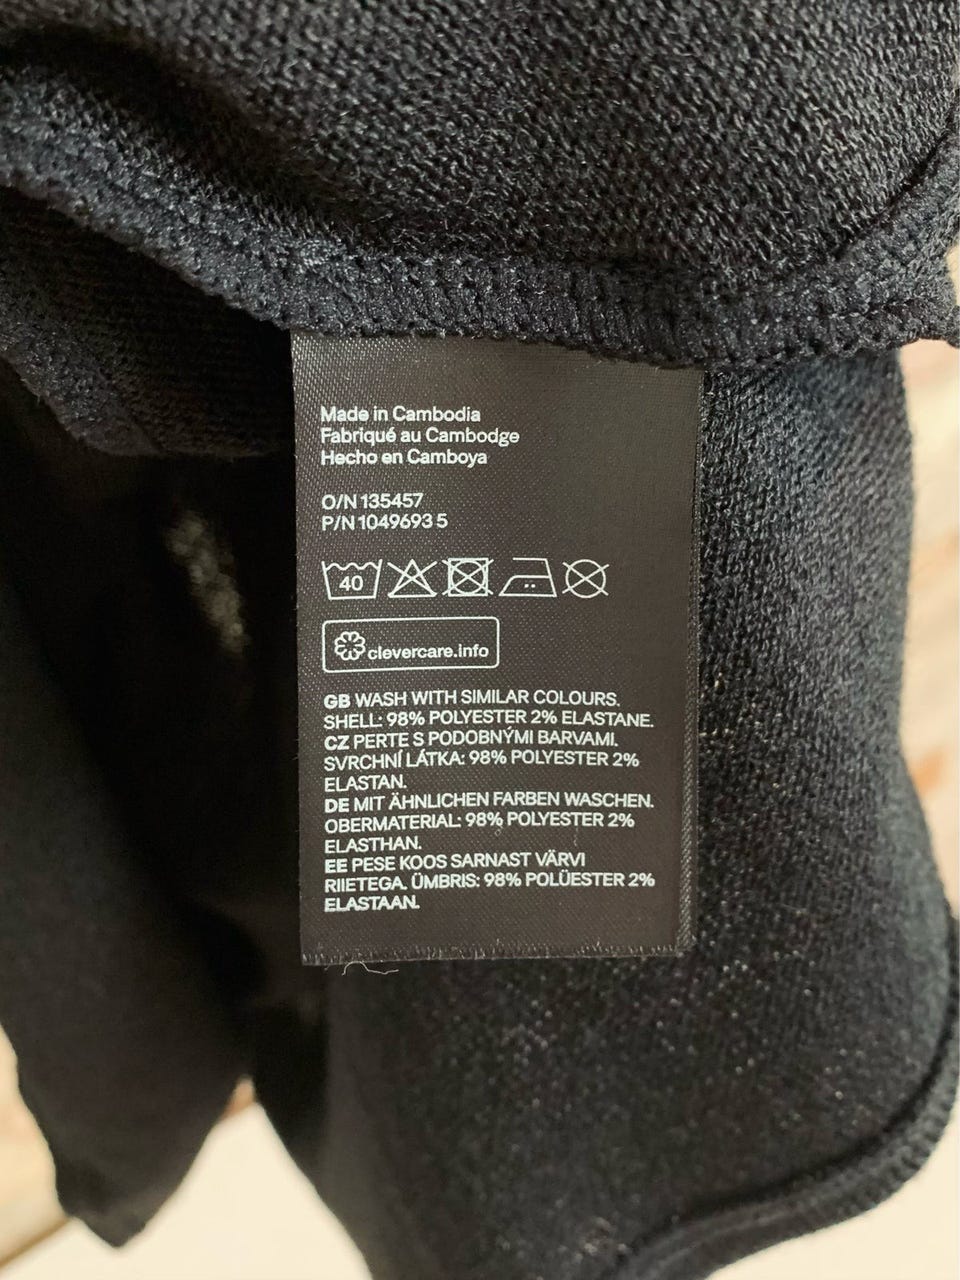 Made in Cambodia
Fabriqué au Cambodge
Hecho en Camboya
O/N 135457
P/N 1049693 5
40
clevercare.info
GB WASH WITH SIMILAR COLOURS.
SHELL: 98% POLYESTER 2% ELASTANE.
CZ PERTE S PODOBNÝMI BARVAMI.
SVRCHNÍ LÁTKA: 98% POLYESTER 2%
ELASTAN.
DE MIT ÄHNLICHEN FARBEN WASCHEN.
OBERMATERIAL: 98% POLYESTER 2%
ELASTHAN.
EE PESE KOOS SARNAST VÄRVI
RIIETEGA. ÜMBRIS: 98% POLÜESTER 2%
ELASTAAN.